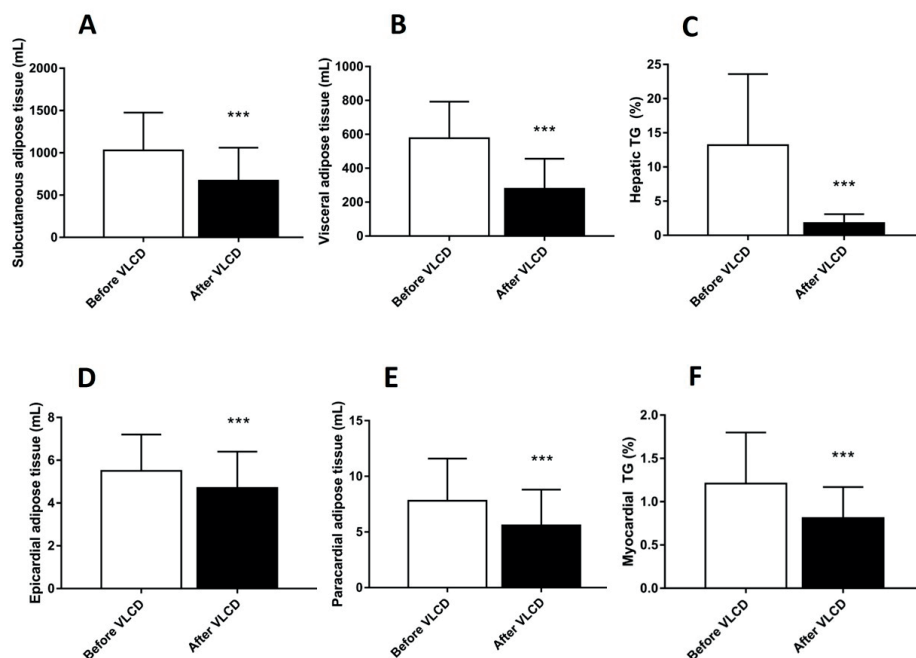 A
Subcutaneous adipose tissue (mL)
2000
1500
1000
500
0
***
Before VLCD
After VLCD
B
Visceral adipose tissue (mL)
1000
800
600
400
200
0
***
Before VLCD
After VLCD
C
Hepatic TG (%)
25
20
15
10
5
0
***
Before VLCD
After VLCD
D
Epicardial adipose tissue (mL)
8
6
4
2
0
***
Before VLCD
After VLCD
E
Paracardial adipose tissue (mL)
15
10
5
0
***
Before VLCD
After VLCD
F
Myocardial TG (%)
2.0
1.5
1.0
0.5
0.0
***
Before VLCD
After VLCD